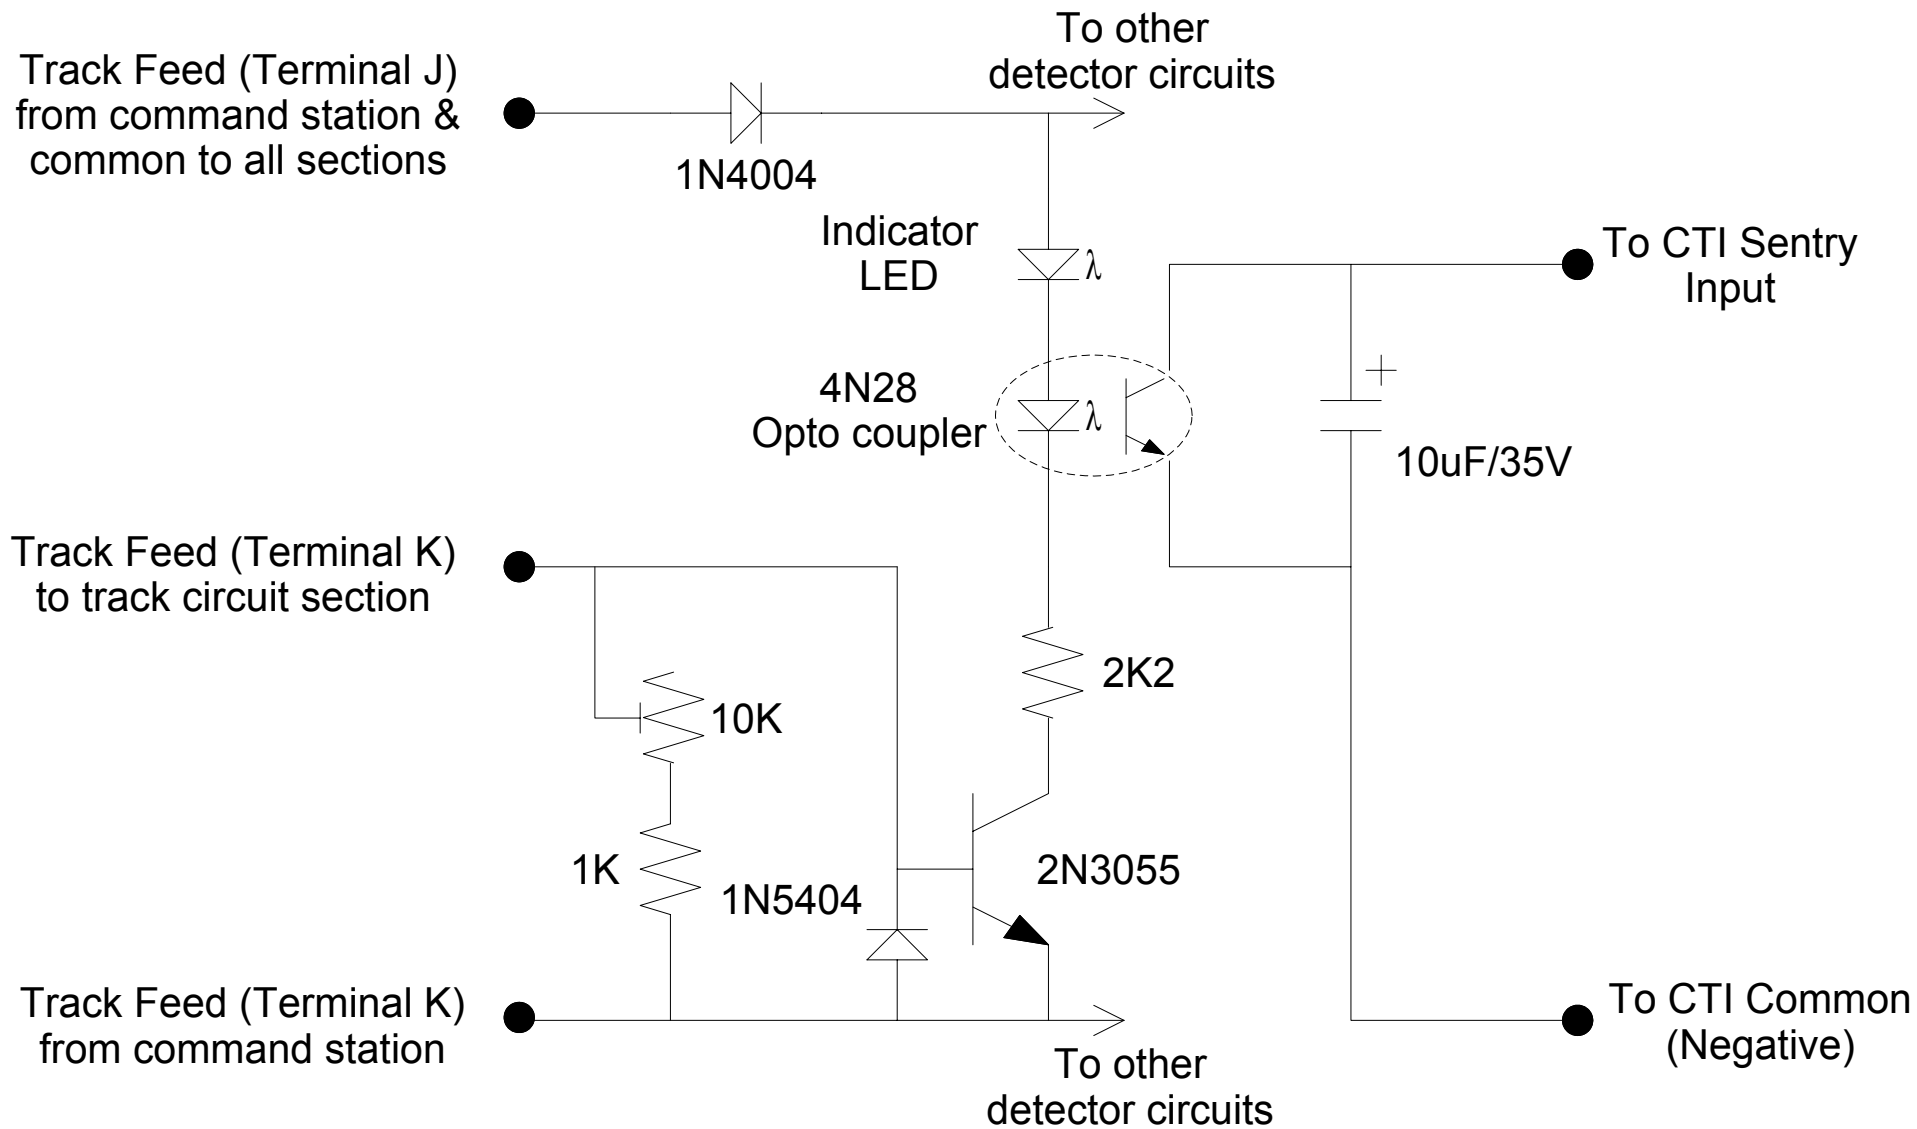 To other
detector circuits
Track Feed (Terminal J)
from command station &
common to all sections
1N4004
Indicator
LED
λ
To CTI Sentry
Input
4N28
Opto coupler
λ
+
10uF/35V
Track Feed (Terminal K)
to track circuit section
2K2
10K
1K
1N5404
2N3055
Track Feed (Terminal K)
from command station
To CTI Common
(Negative)
To other
detector circuits